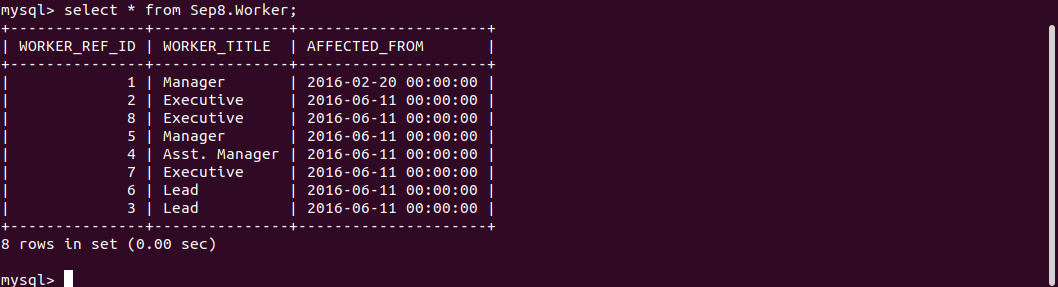 mysql> select * from Sep8.Worker;
+---------------+---------------+---------------------+
| WORKER_REF_ID | WORKER_TITLE  | AFFECTED_FROM       |
+---------------+---------------+---------------------+
|             1 | Manager       | 2016-02-20 00:00:00 |
|             2 | Executive     | 2016-06-11 00:00:00 |
|             8 | Executive     | 2016-06-11 00:00:00 |
|             5 | Manager       | 2016-06-11 00:00:00 |
|             4 | Asst. Manager | 2016-06-11 00:00:00 |
|             7 | Executive     | 2016-06-11 00:00:00 |
|             6 | Lead          | 2016-06-11 00:00:00 |
|             3 | Lead          | 2016-06-11 00:00:00 |
+---------------+---------------+---------------------+
8 rows in set (0.00 sec)
mysql>